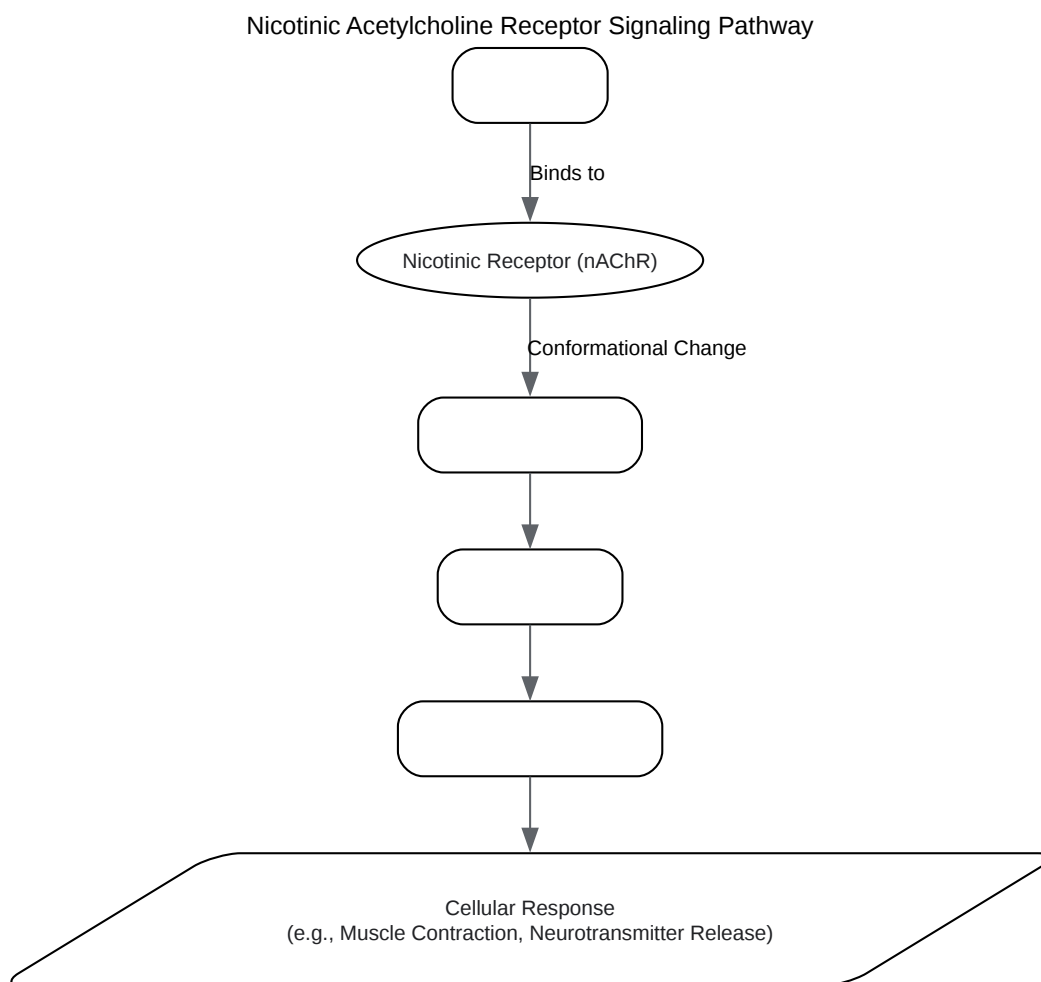 Nicotinic Acetylcholine Receptor Signaling Pathway
Binds to
Nicotinic Receptor (nAChR)
Conformational Change
Cellular Response
(e.g., Muscle Contraction, Neurotransmitter Release)